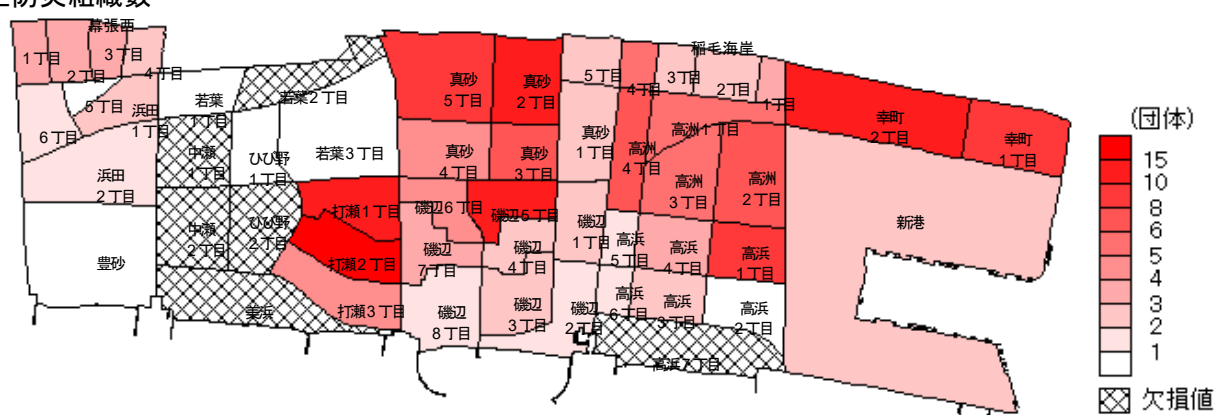 主防災組織数
幕張西
1丁目
2丁目
3丁目
4丁目
5丁目
6丁目
浜田
1丁目
浜田
2丁目
豊砂
若葉
1丁目
若葉2丁目
若葉3丁目
中瀬
1丁目
中瀬
2丁目
ひび野
1丁目
ひび野
2丁目
美浜
打瀬1丁目
打瀬2丁目
打瀬3丁目
真砂
5丁目
真砂
2丁目
真砂
4丁目
真砂
3丁目
真砂
1丁目
磯辺6丁目
磯辺5丁目
磯辺
7丁目
磯辺
4丁目
磯辺
8丁目
磯辺
3丁目
磯辺
1丁目
磯辺
2丁目
稲毛海岸
5丁目
4丁目
3丁目
2丁目
1丁目
高洲1丁目
高洲
4丁目
高洲
3丁目
高洲
2丁目
高浜
5丁目
高浜
4丁目
高浜
1丁目
高浜
6丁目
高浜
3丁目
高浜
2丁目
高浜7丁目
幸町
2丁目
幸町
1丁目
新港
(団体)
15
10
8
6
5
4
3
2
1
欠損値